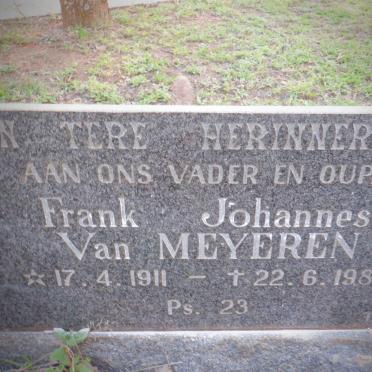 N TERE HERINNER
AAN ONS VADER EN OUP
Frank Johannes
Van MEYEREN
☆ 17. 4. 1911 – † 22. 6. 198
Ps. 23